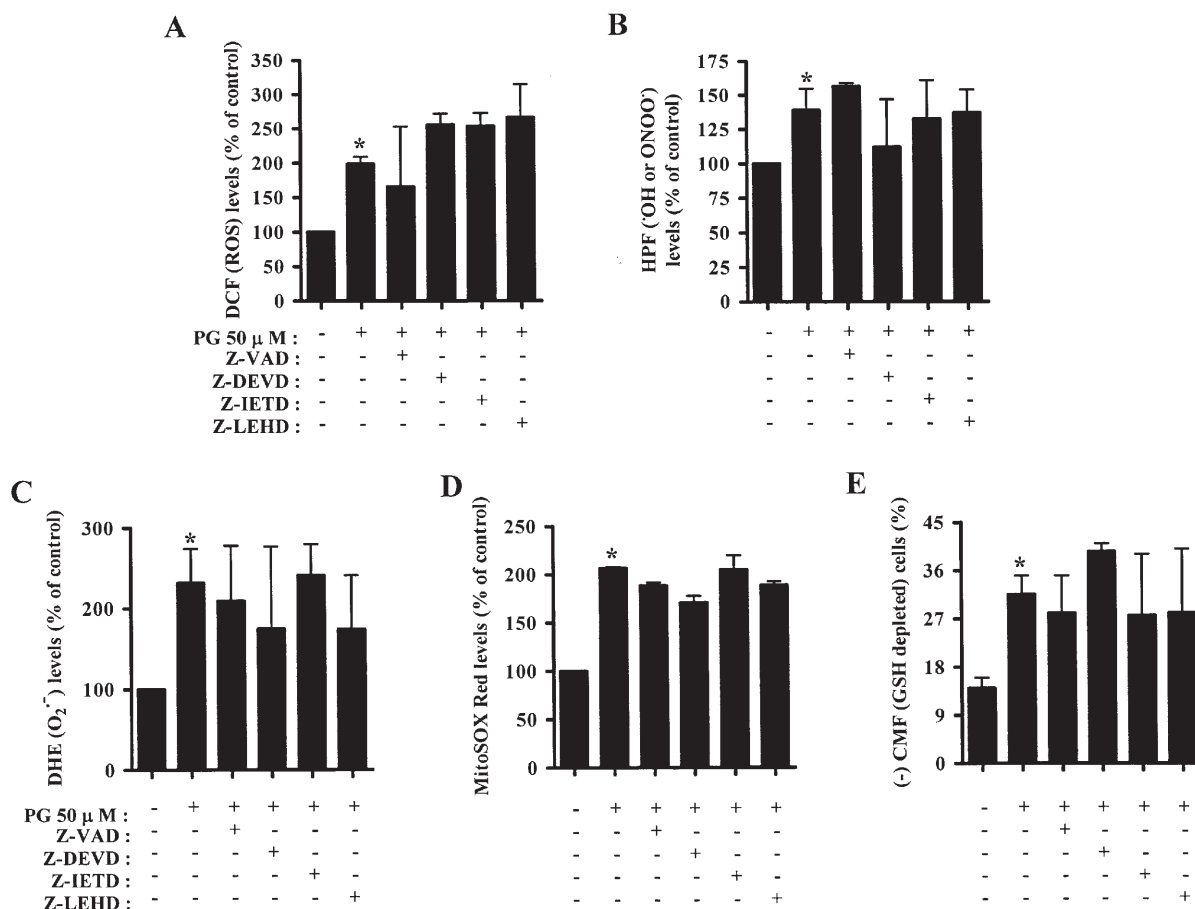 A
DCF (ROS) levels (% of control)
350
300
250
200
150
100
50
0
*
PG 50 μ M : - + + + + +
Z-VAD : - - + - - -
Z-DEVD : - - - + - -
Z-IETD : - - - - + -
Z-LEHD : - - - - - +
B
HPF (˙OH or ONOO˙)
levels (% of control)
175
150
125
100
75
50
25
0
*
- + + + + +
- - + - - -
- - - + - -
- - - - + -
- - - - - +
C
DHE (O₂˙⁻) levels (% of control)
300
200
100
0
*
PG 50 μ M : - + + + + +
Z-VAD : - - + - - -
Z-DEVD : - - - + - -
Z-IETD : - - - - + -
Z-LEHD : - - - - - +
D
MitoSOX Red levels (% of control)
250
200
150
100
50
0
*
- + + + + +
- - + - - -
- - - + - -
- - - - + -
- - - - - +
E
(-) CMF (GSH depleted) cells (%)
45
36
27
18
9
0
*
- + + + + +
- - + - - -
- - - + - -
- - - - + -
- - - - - +